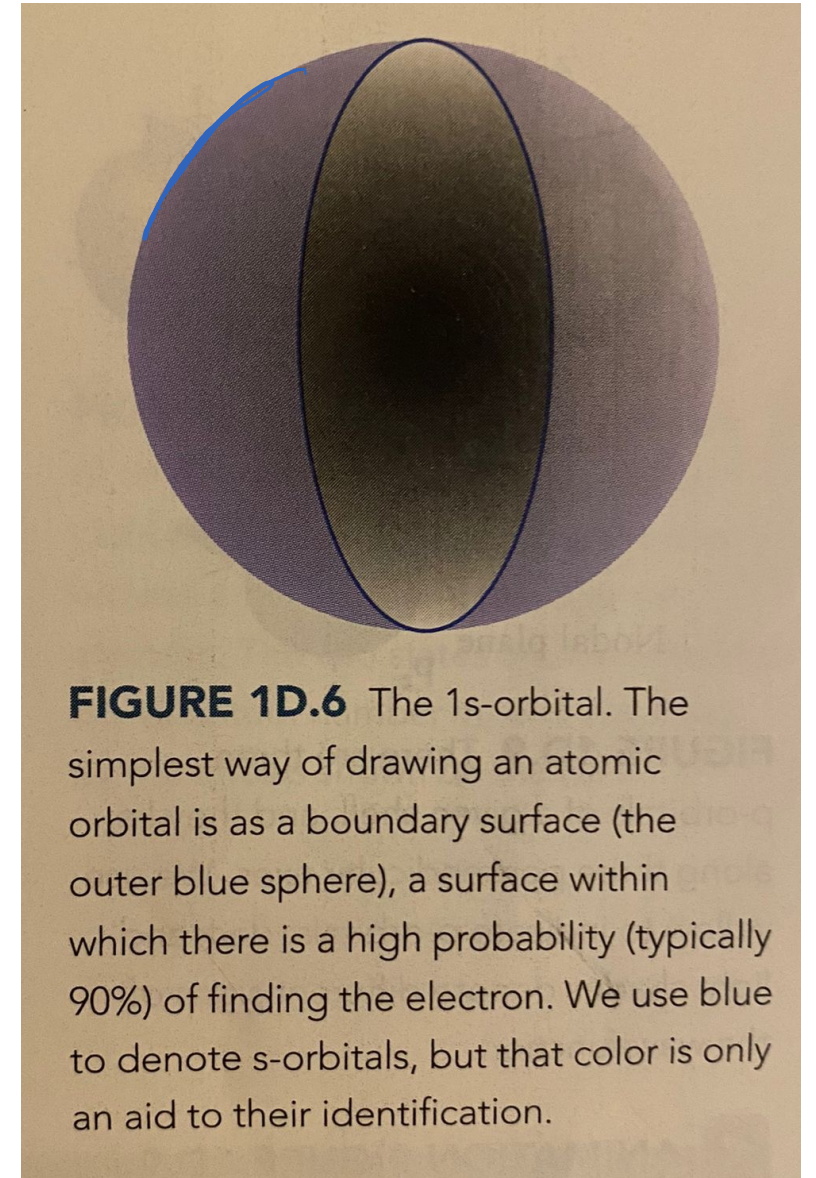 FIGURE 1D.6 The 1s-orbital. The
simplest way of drawing an atomic
orbital is as a boundary surface (the
outer blue sphere), a surface within
which there is a high probability (typically
90%) of finding the electron. We use blue
to denote s-orbitals, but that color is only
an aid to their identification.